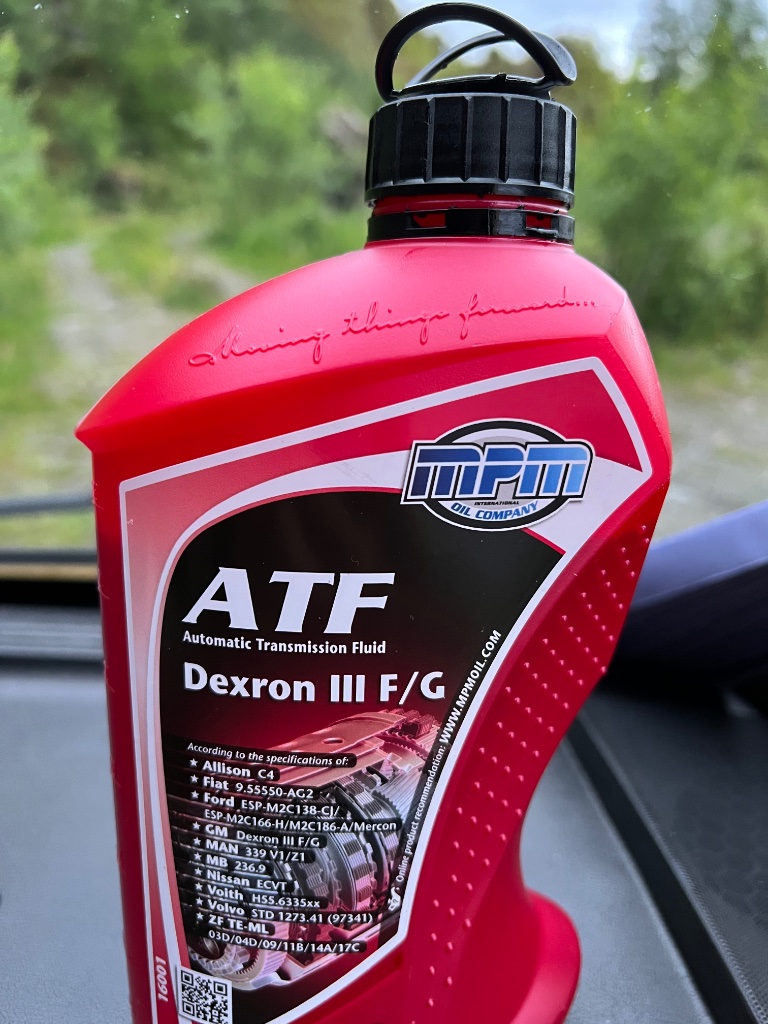 Moving things forward...
MPM
INTERNATIONAL
OIL COMPANY
ATF
Automatic Transmission Fluid
Dexron III F/G
According to the specifications of:
★ Allison C4
★ Fiat 9.55550-AG2
★ Ford ESP-M2C138-CJ/
ESP-M2C166-H/M2C186-A/Mercon
★ GM Dexron III F/G
★ MAN 339 V1/Z1
★ MB 236.9
★ Nissan ECVT
★ Voith H55.6335xx
★ Volvo STD 1273.41 (97341)
★ ZF TE-ML
03D/04D/09/11B/14A/17C
Online product recommendation: WWW.MPMOIL.COM
16001